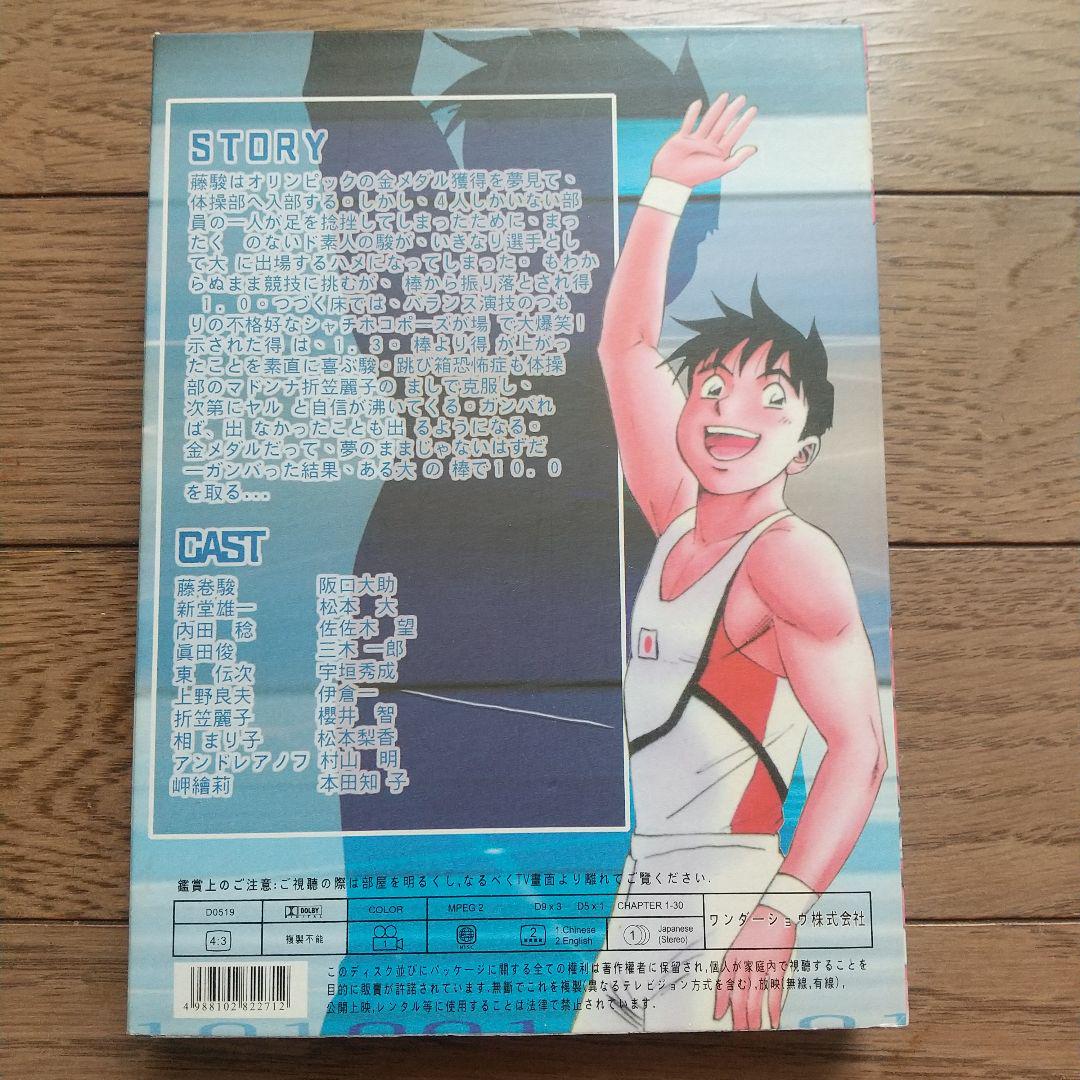 STORY
藤駿はオリンピックの金メダル獲得を夢見て、
体操部へ入部する。しかし、4人しかいない部
員の一人が足を捻挫してしまったために、まっ
たく　のないド素人の駿が、いきなり選手とし
て大 に出場するハメになってしまった。 もわか
らぬまま競技に挑むが、 棒から振り落とされ得
1.0。つづく床では、バランス演技のつも
りの不格好なシャチホコポーズが場 で大爆笑!
示された得 は、1.3。 棒より得 が上がっ
たことを素直に喜ぶ駿。跳び箱恐怖症も体操
部のマドンナ折笠麗子の ましで克服し、
次第にヤル と自信が沸いてくる。ガンバれ
ば、出 なかったことも出 るようになる。
金メダルだって、夢のままじゃないはずだ
―ガンバった結果、ある大 の 棒で10.0
を取る...
CAST
藤巻駿　阪口大助
新堂雄一　松本　大
內田　稔　佐佐木　望
眞田俊　三木一郎
東　伝次　宇垣秀成
上野良夫　伊倉一
折笠麗子　櫻井　智
相 まり子　松本梨香
アンドレアノフ　村山　明
岬繪莉　本田知 子
鑑賞上のご注意:ご視聴の際は部屋を明るくし,なるべくTV畫面より離れてご覽ください.
D0519 DOLBY DIGITAL COLOR MPEG 2 D9 x 3 D5 x 1 CHAPTER 1-30 ワンダーショウ株式会社
4:3 複製不能 1 2 1.Chinese 2.English 1) Japanese (Stereo)
このディスク並びにパッケージに関する全ての權利は著作權者に保留され,個人が家庭內で視聽することを
目的に販賣が許諾されています.無斷でこれを複製(異なるテレビジョン方式を含む),放映(無線,有線),
公開上映,レンタル等に使用することは法律で禁止されています.
4 988102 822712